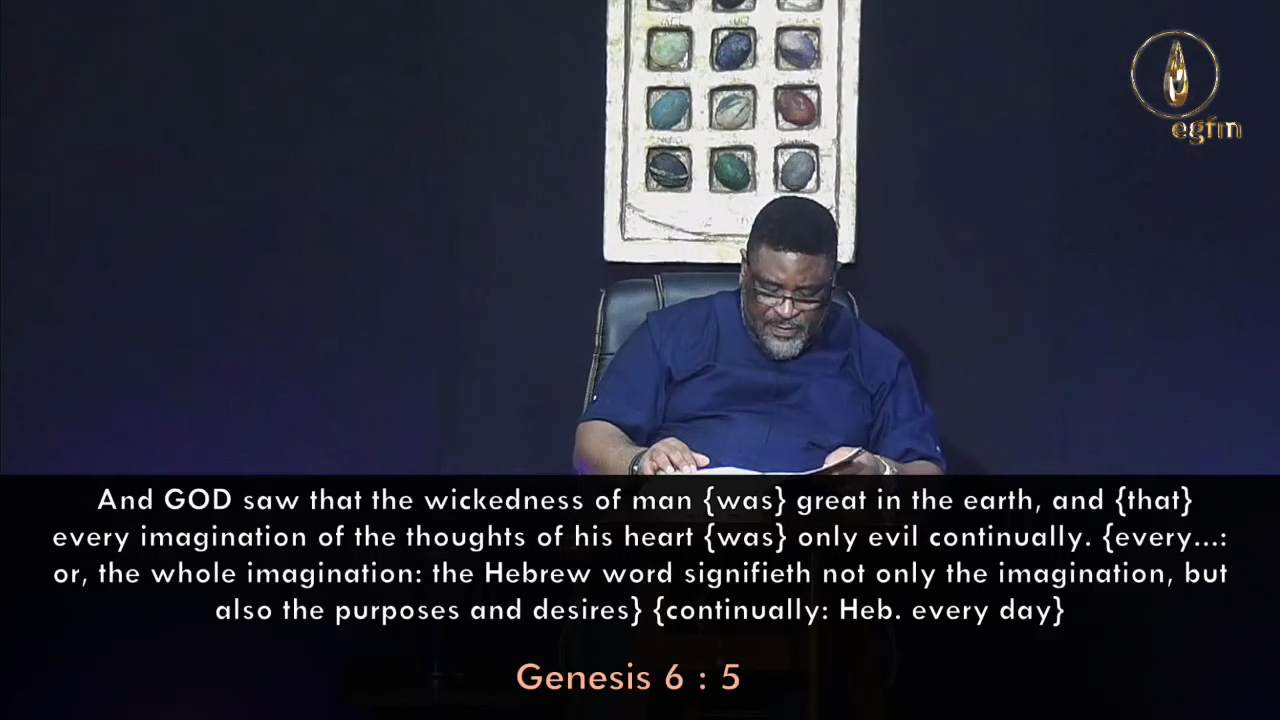 egfm
And GOD saw that the wickedness of man {was} great in the earth, and {that}
every imagination of the thoughts of his heart {was} only evil continually. {every...:
or, the whole imagination: the Hebrew word signifieth not only the imagination, but
also the purposes and desires} {continually: Heb. every day}
Genesis 6 : 5